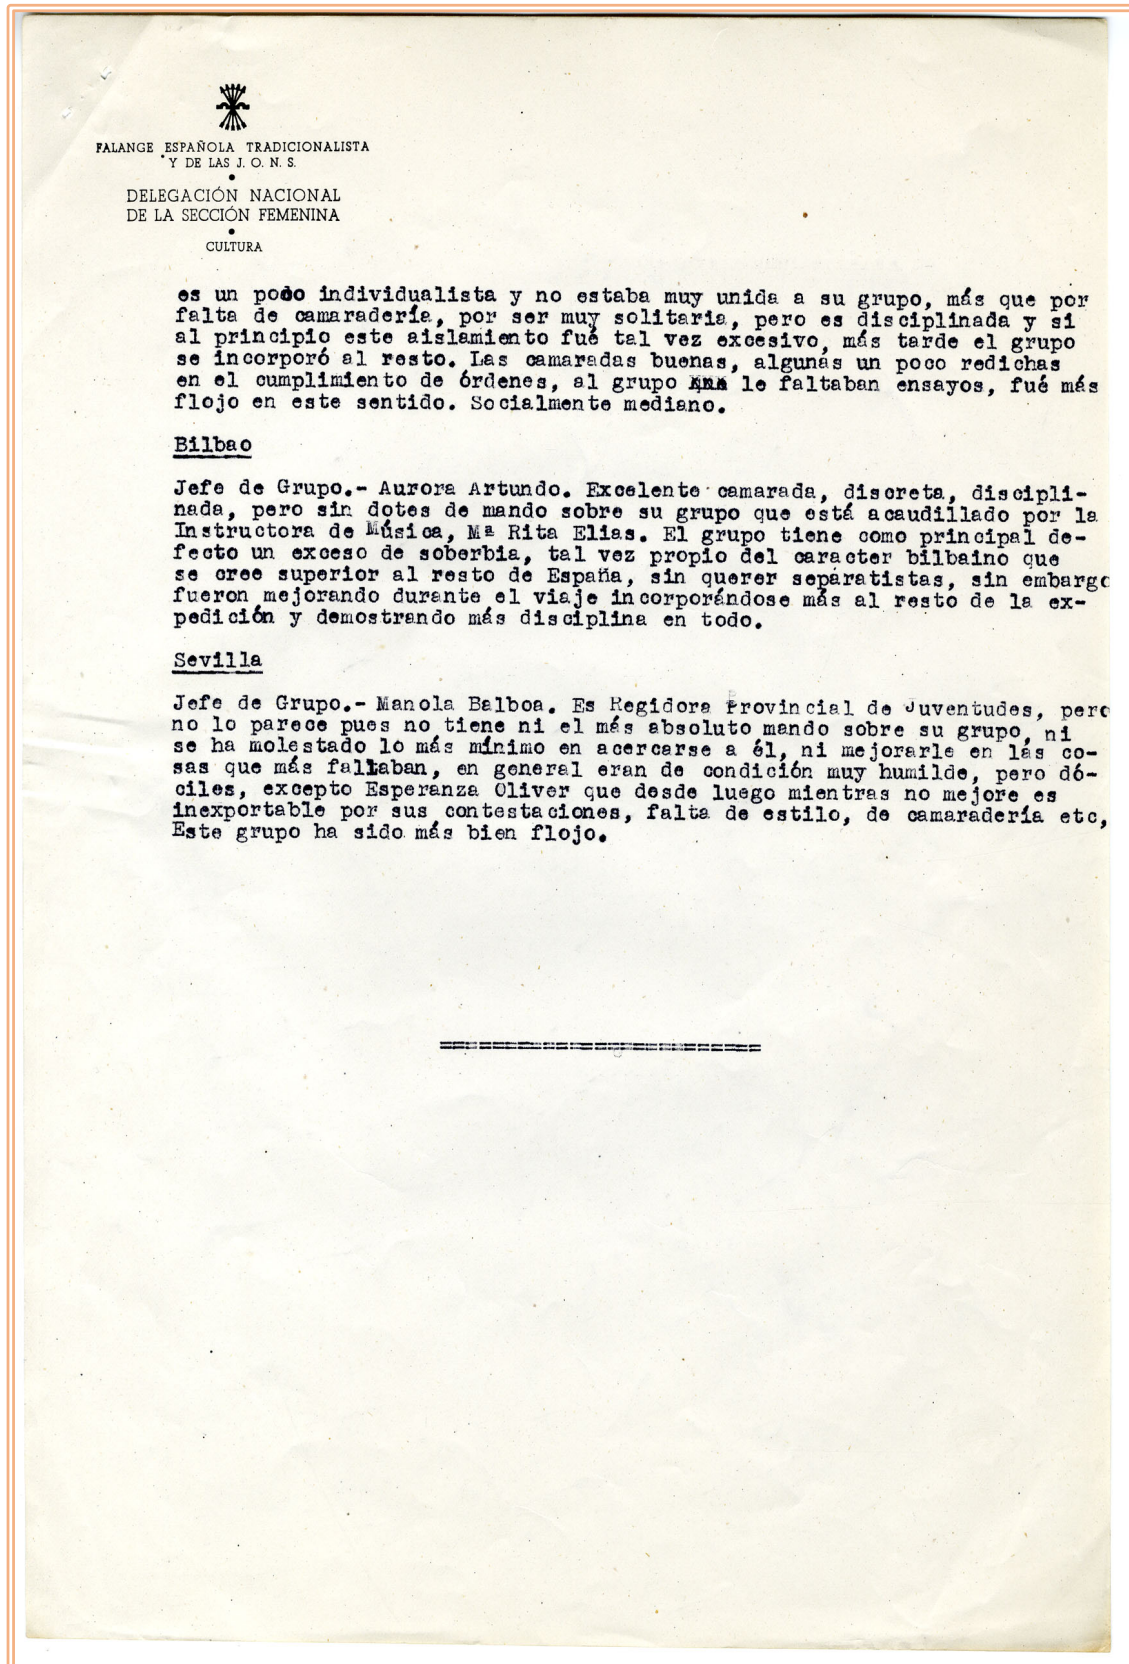 FALANGE ESPAÑOLA TRADICIONALISTA
Y DE LAS J. O. N. S.
DELEGACIÓN NACIONAL
DE LA SECCIÓN FEMENINA
CULTURA
es un poco individualista y no estaba muy unida a su grupo, más que por
falta de camaradería, por ser muy solitaria, pero es disciplinada y si
al principio este aislamiento fué tal vez excesivo, más tarde el grupo
se incorporó al resto. Las camaradas buenas, algunas un poco redichas
en el cumplimiento de órdenes, al grupo le faltaban ensayos, fué más
flojo en este sentido. Socialmente mediano.
Bilbao
Jefe de Grupo.- Aurora Artundo. Excelente camarada, discreta, discipli-
nada, pero sin dotes de mando sobre su grupo que está acaudillado por la
Instructora de Música, Mª Rita Elias. El grupo tiene como principal de-
fecto un exceso de soberbia, tal vez propio del caracter bilbaino que
se cree superior al resto de España, sin querer separatistas, sin embargo
fueron mejorando durante el viaje incorporándose más al resto de la ex-
pedición y demostrando más disciplina en todo.
Sevilla
Jefe de Grupo.- Manola Balboa. Es Regidora Provincial de Juventudes, pero
no lo parece pues no tiene ni el más absoluto mando sobre su grupo, ni
se ha molestado lo más mínimo en acercarse a él, ni mejorarle en las co-
sas que más faltaban, en general eran de condición muy humilde, pero dó-
ciles, excepto Esperanza Oliver que desde luego mientras no mejore es
inexportable por sus contestaciones, falta de estilo, de camaradería etc,
Este grupo ha sido más bien flojo.
=========================